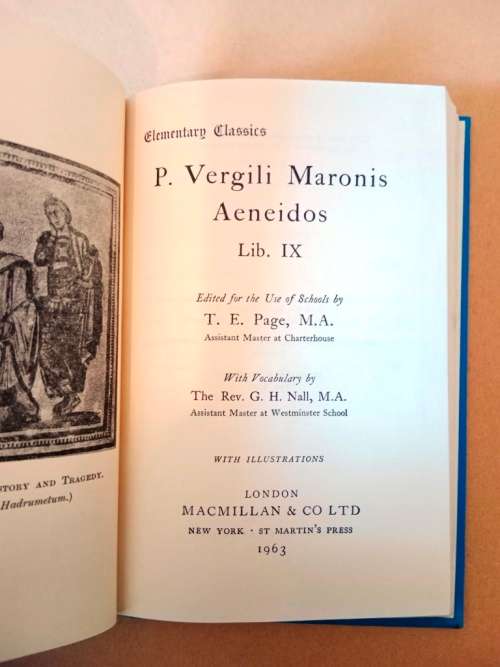 STORY AND TRAGEDY.
Hadrumetum.)
Elementary Classics
P. Vergili Maronis
Aeneidos
Lib. IX
Edited for the Use of Schools by
T. E. Page, M.A.
Assistant Master at Charterhouse
With Vocabulary by
The Rev. G. H. Nall, M.A.
Assistant Master at Westminster School
WITH ILLUSTRATIONS
LONDON
MACMILLAN & CO LTD
NEW YORK · ST MARTIN'S PRESS
1963